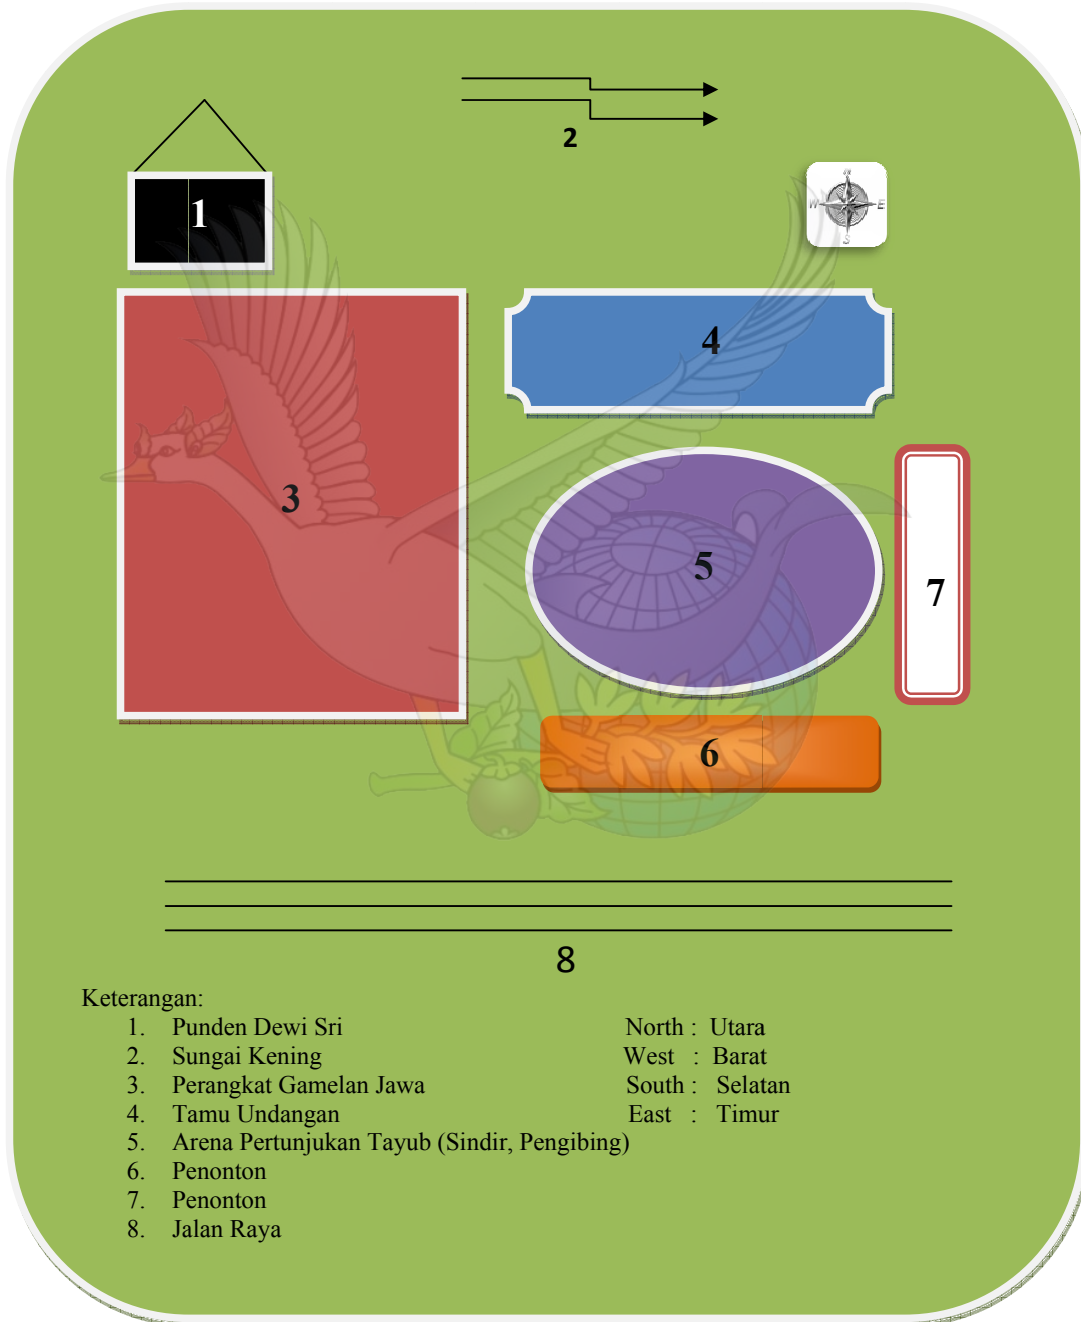 2
1
N
W E
S
4
3
5
7
6
8
Keterangan:
1. Punden Dewi Sri North : Utara
2. Sungai Kening West : Barat
3. Perangkat Gamelan Jawa South : Selatan
4. Tamu Undangan East : Timur
5. Arena Pertunjukan Tayub (Sindir, Pengibing)
6. Penonton
7. Penonton
8. Jalan Raya